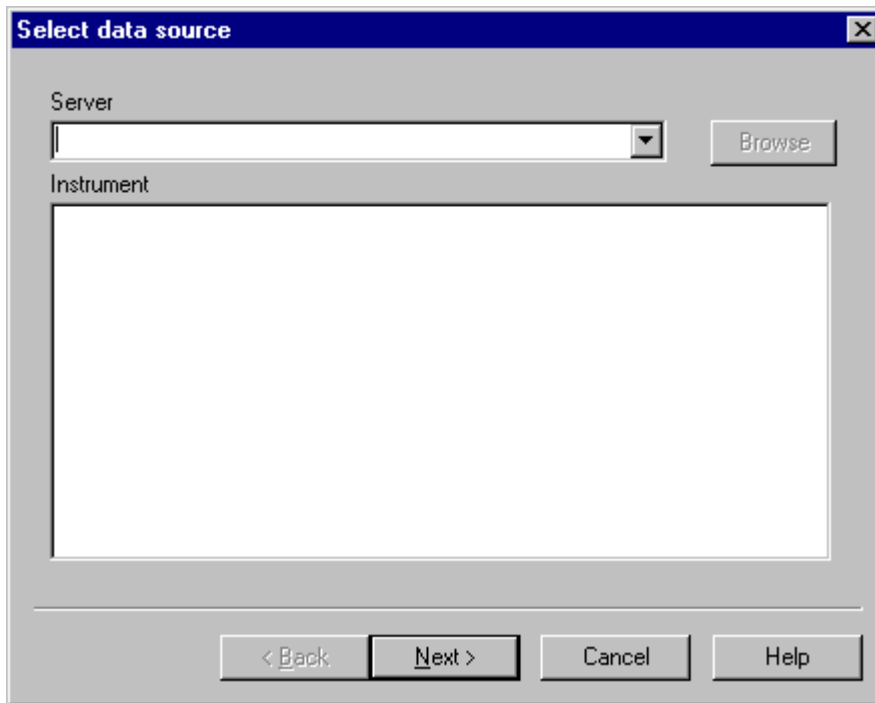 Select data source
Server
Browse
Instrument
< Back
Next >
Cancel
Help